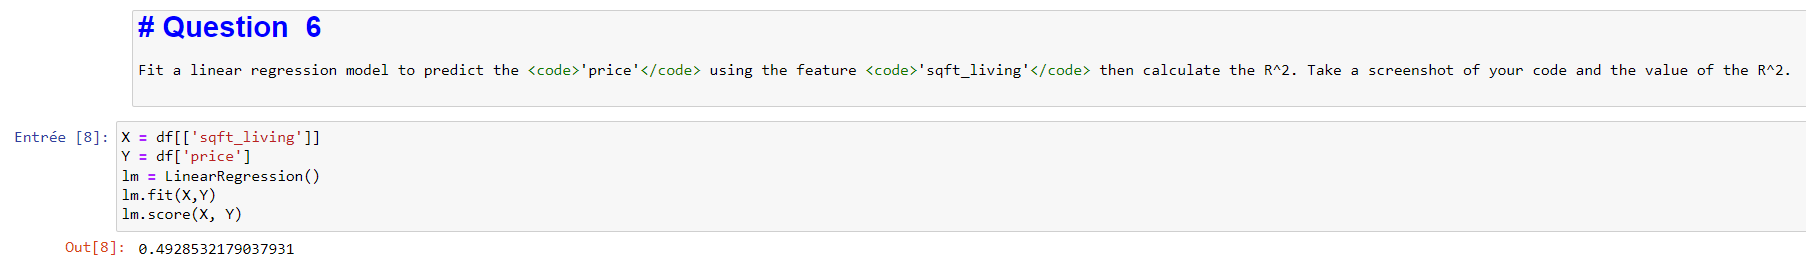 # Question 6
Fit a linear regression model to predict the <code>'price'</code> using the feature <code>'sqft_living'</code> then calculate the R^2. Take a screenshot of your code and the value of the R^2.
Entrée [8]: X = df[['sqft_living']]
Y = df['price']
lm = LinearRegression()
lm.fit(X,Y)
lm.score(X, Y)
Out[8]: 0.4928532179037931